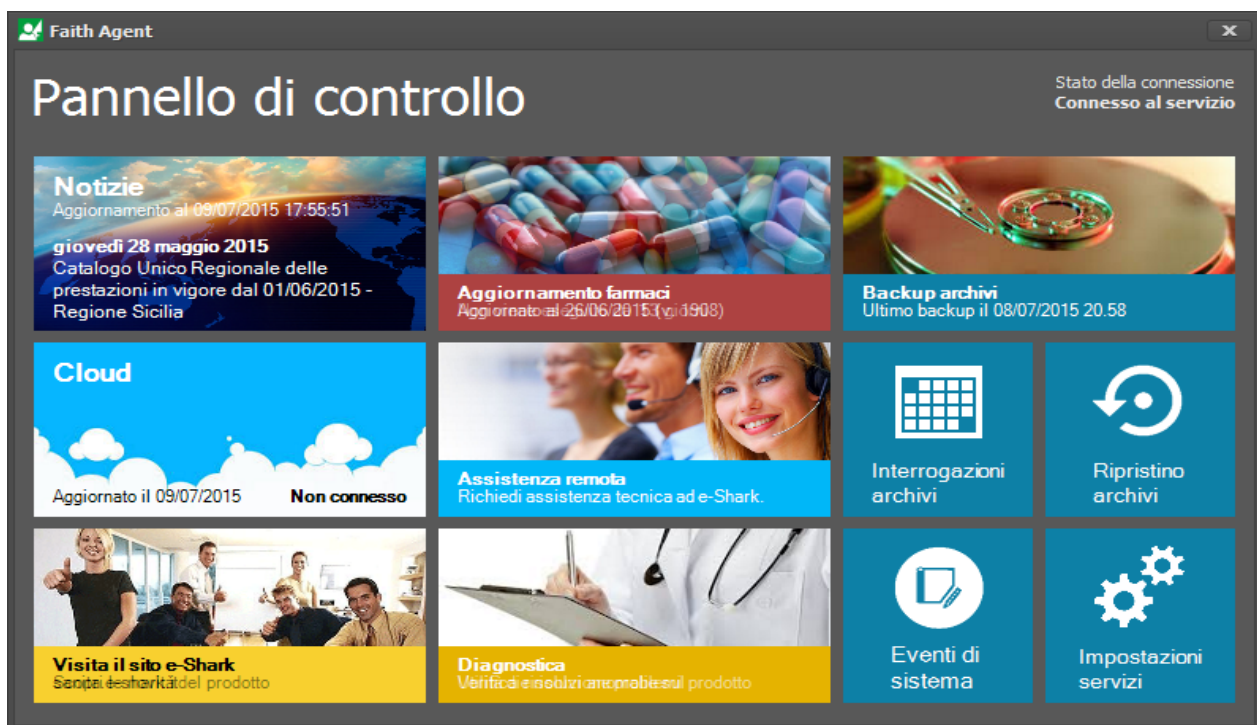 Faith Agent
Pannello di controllo
Stato della connessione
Connesso al servizio
Notizie
Aggiornamento al 09/07/2015 17:55:51
giovedì 28 maggio 2015
Catalogo Unico Regionale delle
prestazioni in vigore dal 01/06/2015 -
Regione Sicilia
Aggiornamento farmaci
Backup archivi
Ultimo backup il 08/07/2015 20.58
Cloud
Aggiornato il 09/07/2015
Non connesso
Assistenza remota
Richiedi assistenza tecnica ad e-Shark.
Interrogazioni
archivi
Ripristino
archivi
Visita il sito e-Shark
del prodotto
Diagnostica
prodotto
Eventi di
sistema
Impostazioni
servizi